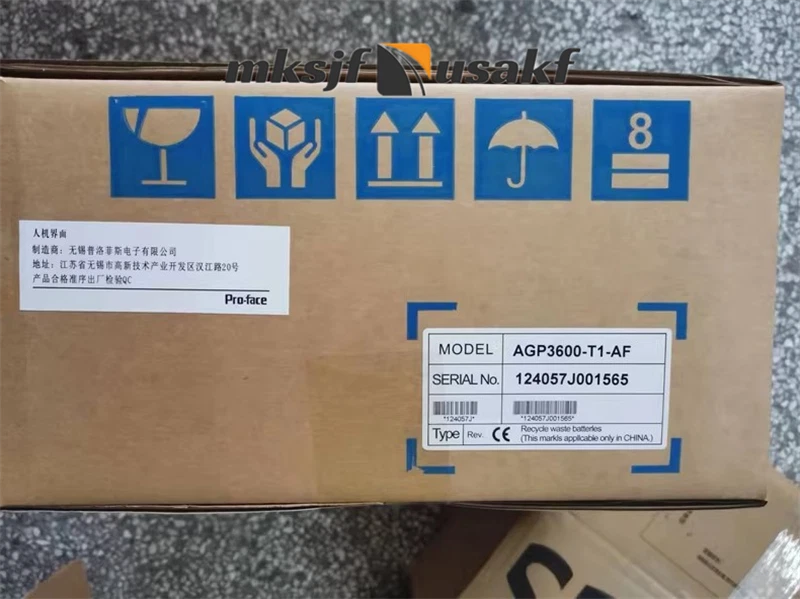 mksjf usakf
8
人机界面
制造商：无锡普洛菲斯电子有限公司
地址：江苏省无锡市高新技术产业开发区汉江路20号
产品合格准序出厂检验QC
Pro-face
MODEL AGP3600-T1-AF
SERIAL No. 124057J001565
*124057J* *124057J001565*
Type Rev. CE Recycle waste batteries
(This markIs applicable only in CHINA.)